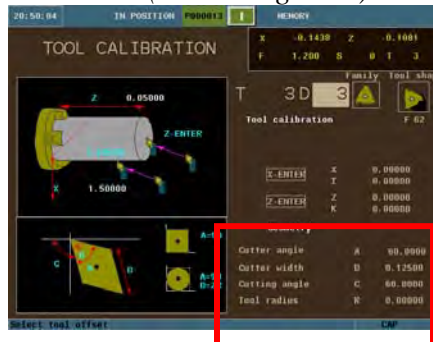 20:50:04 IN POSITION P000013 I MEMORY
TOOL CALIBRATION
X -0.1438 Z -0.1001
F 1.200 S 0 T 3
Family Tool sha
T 3 D 3
Z 0.05000
Z-ENTER
X
1.50000
Tool calibration F 62
X-ENTER X 0.00000
I 0.00000
Z-ENTER Z 0.00000
K 0.00000
Geometry
Cutter angle A 60.0000
Cutter width B 0.12500
Cutting angle C 60.0000
Tool radius R 0.00000
C
B
Select tool offset CAP